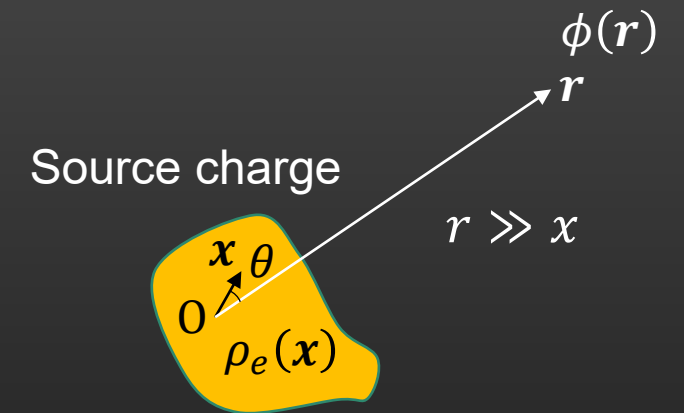 ϕ(r)
r
Source charge
r ≫ x
x θ
O
ρₑ(x)